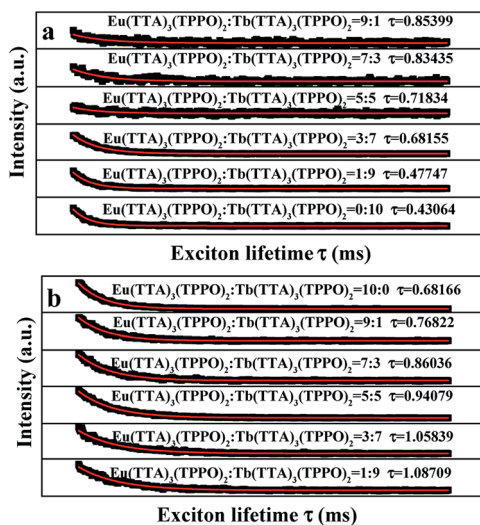 a
Intensity (a.u.)
Eu(TTA)₃(TPPO)₂:Tb(TTA)₃(TPPO)₂=9:1 τ=0.85399
Eu(TTA)₃(TPPO)₂:Tb(TTA)₃(TPPO)₂=7:3 τ=0.83435
Eu(TTA)₃(TPPO)₂:Tb(TTA)₃(TPPO)₂=5:5 τ=0.71834
Eu(TTA)₃(TPPO)₂:Tb(TTA)₃(TPPO)₂=3:7 τ=0.68155
Eu(TTA)₃(TPPO)₂:Tb(TTA)₃(TPPO)₂=1:9 τ=0.47747
Eu(TTA)₃(TPPO)₂:Tb(TTA)₃(TPPO)₂=0:10 τ=0.43064
Exciton lifetime τ (ms)
b
Intensity (a.u.)
Eu(TTA)₃(TPPO)₂:Tb(TTA)₃(TPPO)₂=10:0 τ=0.68166
Eu(TTA)₃(TPPO)₂:Tb(TTA)₃(TPPO)₂=9:1 τ=0.76822
Eu(TTA)₃(TPPO)₂:Tb(TTA)₃(TPPO)₂=7:3 τ=0.86036
Eu(TTA)₃(TPPO)₂:Tb(TTA)₃(TPPO)₂=5:5 τ=0.94079
Eu(TTA)₃(TPPO)₂:Tb(TTA)₃(TPPO)₂=3:7 τ=1.05839
Eu(TTA)₃(TPPO)₂:Tb(TTA)₃(TPPO)₂=1:9 τ=1.08709
Exciton lifetime τ (ms)